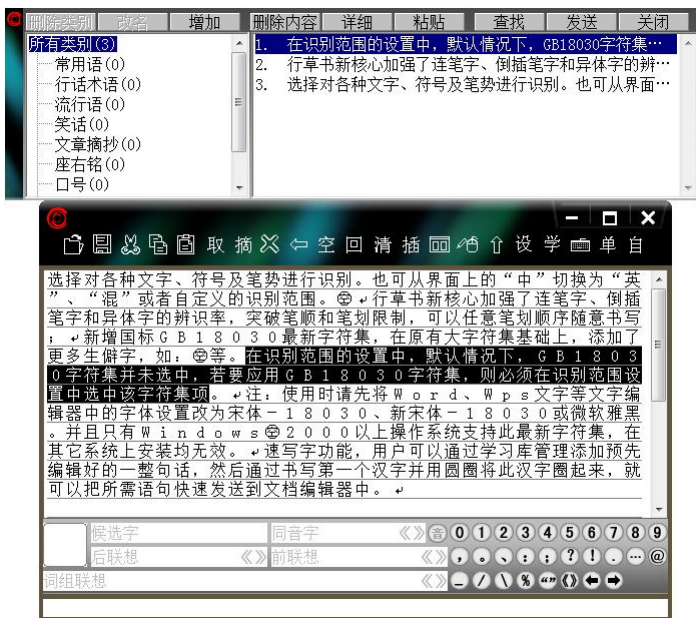 删除类别 改名 增加 删除内容 详细 粘贴 查找 发送 关闭
所有类别(3)
常用语(0)
行话术语(0)
流行语(0)
笑话(0)
文章摘抄(0)
座右铭(0)
口号(0)
1. 在识别范围的设置中，默认情况下，GB18030字符集…
2. 行草书新核心加强了连笔字、倒插笔字和异体字的辨…
3. 选择对各种文字、符号及笔势进行识别。也可从界面…
取 摘 空 回 清 插 设 学 单 自
选择对各种文字、符号及笔势进行识别。也可从界面上的“中”切换为“英
”、“混”或者自定义的识别范围。㉄↵行草书新核心加强了连笔字、倒插
笔字和异体字的辨识率，突破笔顺和笔划限制，可以任意笔划顺序随意书写
；↵新增国标GB18030最新字符集，在原有大字符集基础上，添加了
更多生僻字，如：等。在识别范围的设置中，默认情况下，GB1803
0字符集并未选中，若要应用GB18030字符集，则必须在识别范围设
置中选中该字符集项。↵注：使用时请先将Word、Wps文字等文字编
辑器中的字体设置改为宋体－18030、新宋体－18030或微软雅黑
。并且只有Windows2000以上操作系统支持此最新字符集，在
其它系统上安装均无效。↵速写字功能，用户可以通过学习库管理添加预先
编辑好的一整句话，然后通过书写第一个汉字并用圆圈将此汉字圈起来，就
可以把所需语句快速发送到文档编辑器中。↵
候选字 同音字 《》 音 0 1 2 3 4 5 6 7 8 9
后联想 《》 前联想 《》 ， 。 、 ： ； ？ ！ . … @
词组联想 《》 _ / \ % “” 《》 ← →